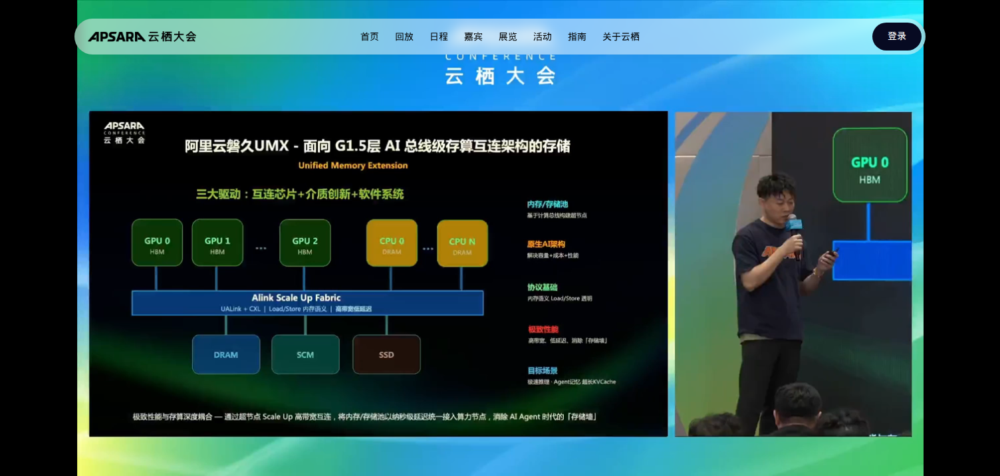 APSARA 云栖大会
首页 回放 日程 嘉宾 展览 活动 指南 关于云栖
登录
CONFERENCE
云栖大会
APSARA
CONFERENCE
云栖大会
阿里云磐久UMX - 面向 G1.5层 AI 总线级存算互连架构的存储
Unified Memory Extension
三大驱动：互连芯片+介质创新+软件系统
GPU 0
HBM
GPU 1
HBM
...
GPU 2
HBM
CPU 0
DRAM
...
CPU N
DRAM
Alink Scale Up Fabric
UALink + CXL | Load/Store 内存语义 | 高带宽低延迟
DRAM
SCM
SSD
内存/存储池
基于计算总线构建超节点
原生AI架构
解决容量+成本+性能
协议基础
内存语义 Load/Store 透明
极致性能
高带宽、低延迟、消除「存储墙」
目标场景
极速推理 · Agent记忆 超长KVCache
极致性能与存算深度耦合 — 通过超节点 Scale Up 高带宽互连，将内存/存储池以纳秒级延迟统一接入算力节点，消除 AI Agent 时代的「存储墙」
GPU 0
HBM